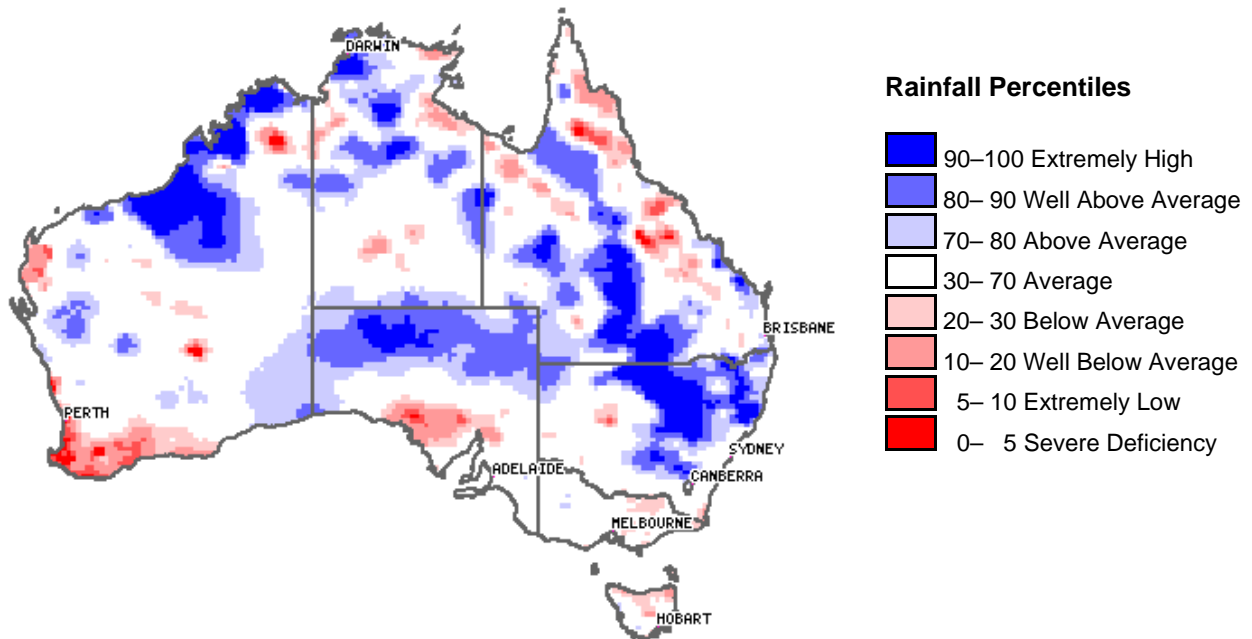 DARWIN
BRISBANE
PERTH
SYDNEY
ADELAIDE
CANBERRA
MELBOURNE
HOBART
Rainfall Percentiles
90–100 Extremely High
80– 90 Well Above Average
70– 80 Above Average
30– 70 Average
20– 30 Below Average
10– 20 Well Below Average
5– 10 Extremely Low
0– 5 Severe Deficiency